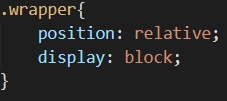 .wrapper{
    position: relative;
    display: block;
}